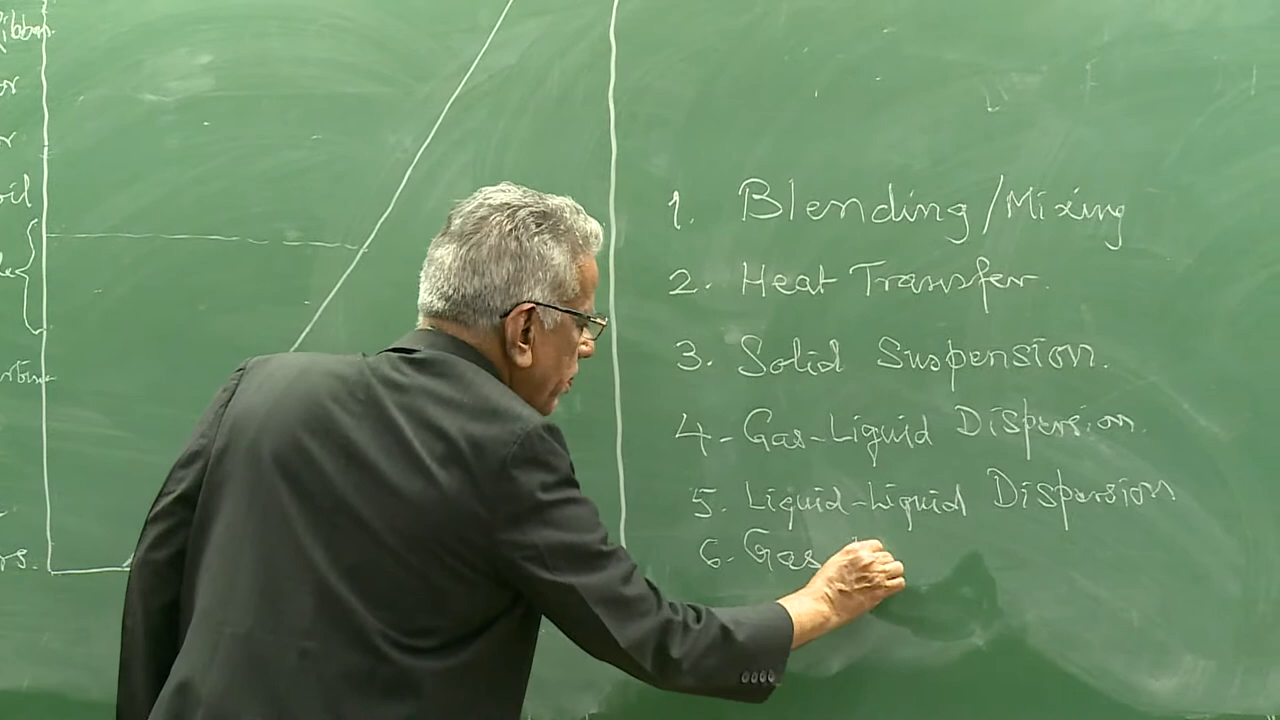 or
1. Blending/Mixing
2. Heat Transfer.
3. Solid Suspension.
4- Gas-Liquid Dispersion.
5. Liquid-Liquid Dispersion
6. Gas